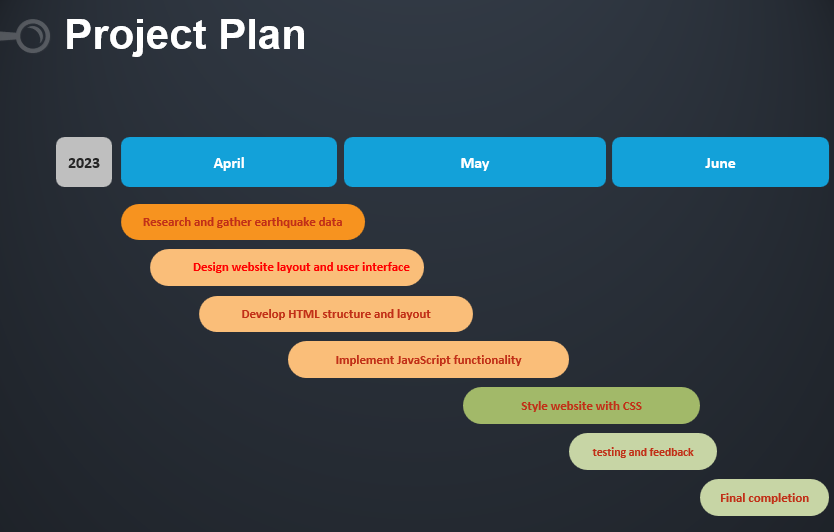 Project Plan
2023 April May June
Research and gather earthquake data
Design website layout and user interface
Develop HTML structure and layout
Implement JavaScript functionality
Style website with CSS
testing and feedback
Final completion